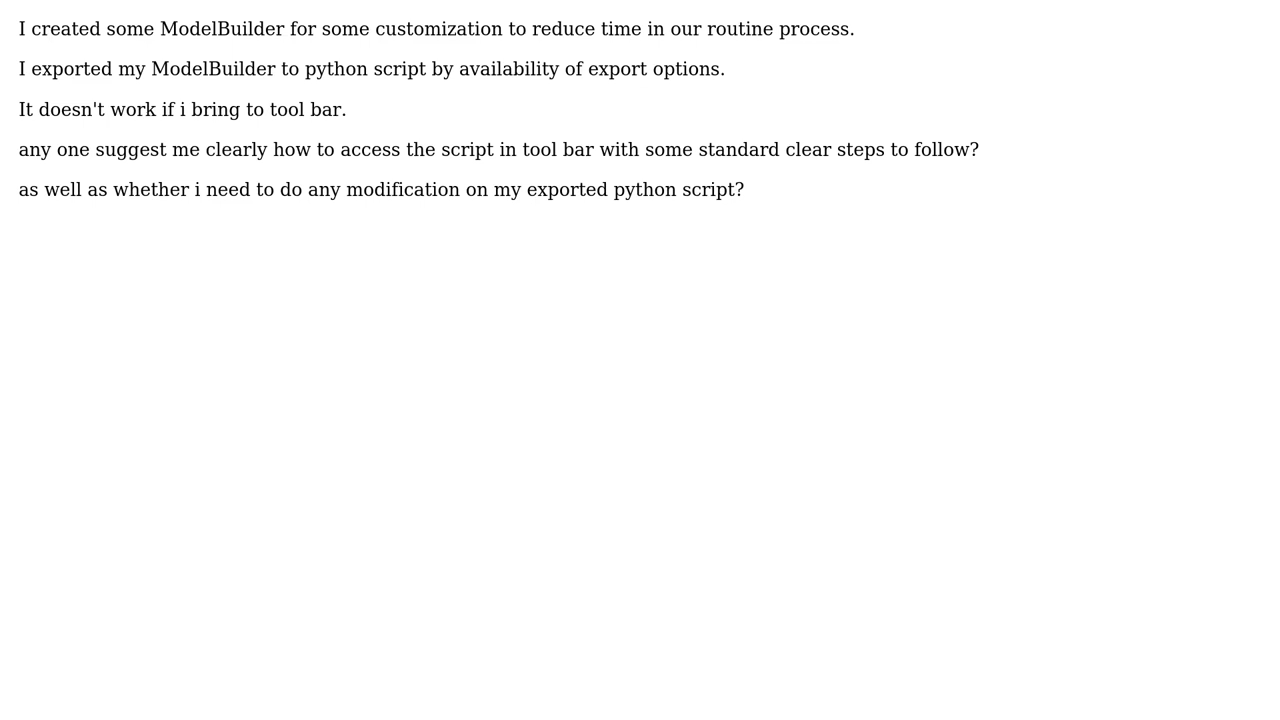 I created some ModelBuilder for some customization to reduce time in our routine process.
I exported my ModelBuilder to python script by availability of export options.
It doesn't work if i bring to tool bar.
any one suggest me clearly how to access the script in tool bar with some standard clear steps to follow?
as well as whether i need to do any modification on my exported python script?